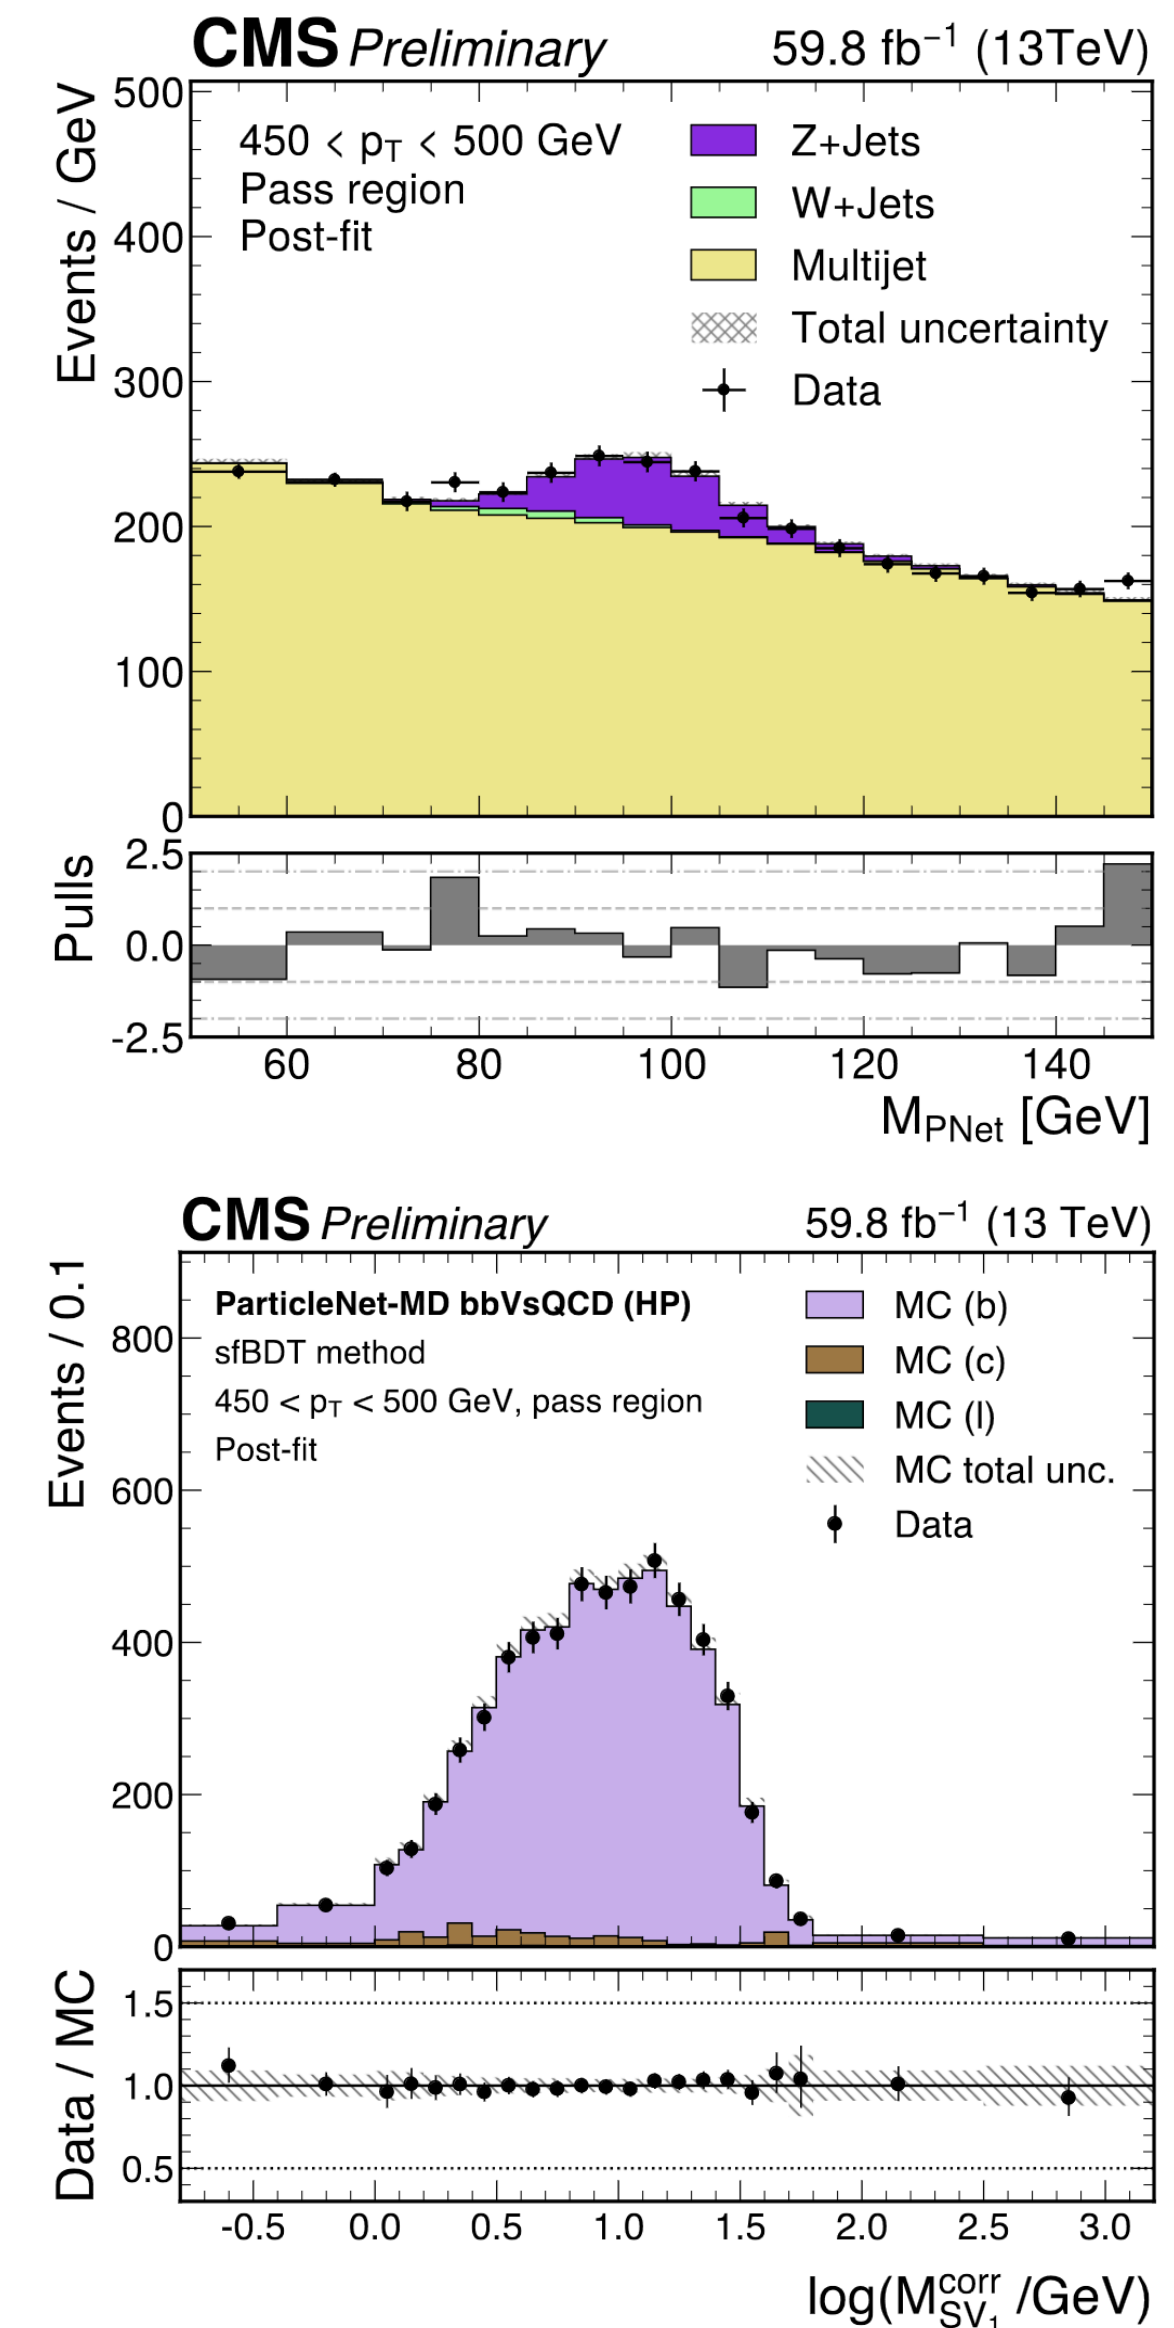 CMS Preliminary 59.8 fb⁻¹ (13TeV)
Events / GeV
500
400
300
200
100
0
450 < pT < 500 GeV
Pass region
Post-fit
Z+Jets
W+Jets
Multijet
Total uncertainty
Data
Pulls
2.5
0.0
-2.5
60 80 100 120 140
M_PNet [GeV]
CMS Preliminary 59.8 fb⁻¹ (13 TeV)
Events / 0.1
800
600
400
200
0
ParticleNet-MD bbVsQCD (HP)
sfBDT method
450 < pT < 500 GeV, pass region
Post-fit
MC (b)
MC (c)
MC (l)
MC total unc.
Data
Data / MC
1.5
1.0
0.5
-0.5 0.0 0.5 1.0 1.5 2.0 2.5 3.0
log(M^corr_SV₁ /GeV)